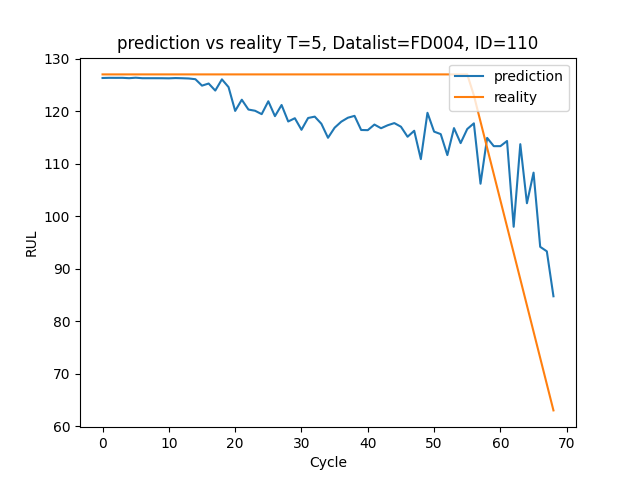 prediction vs reality T=5, Datalist=FD004, ID=110
prediction
reality
RUL
130
120
110
100
90
80
70
60
0 10 20 30 40 50 60 70
Cycle